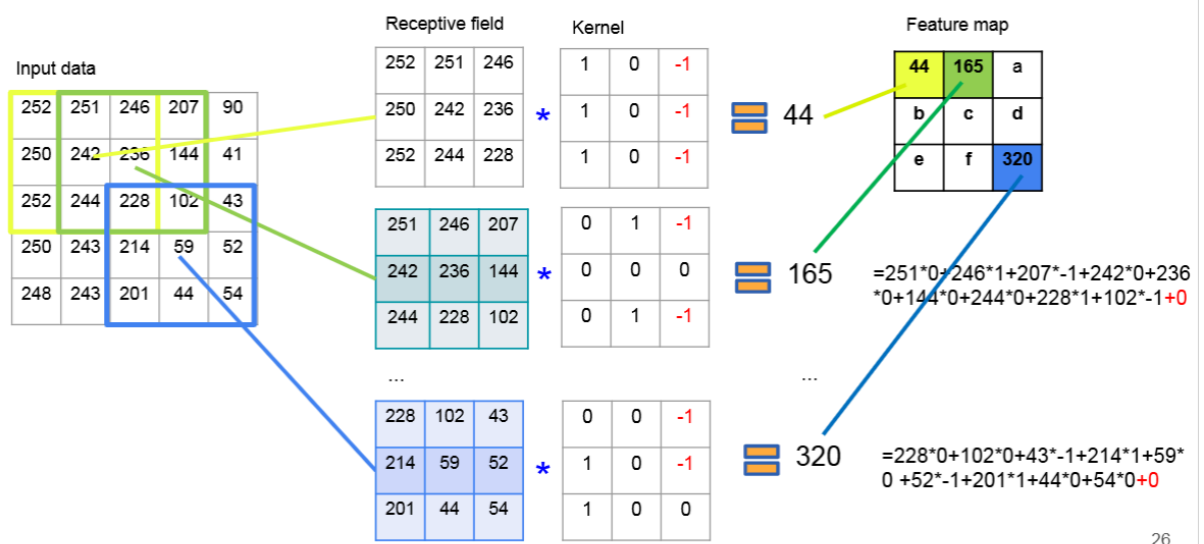 Receptive field
Kernel
Feature map
Input data
252 251 246 207 90
250 242 236 144 41
252 244 228 102 43
250 243 214 59 52
248 243 201 44 54
252 251 246
250 242 236
252 244 228
*
1 0 -1
1 0 -1
1 0 -1
44
44 165 a
b c d
e f 320
251 246 207
242 236 144
244 228 102
*
0 1 -1
0 0 0
0 1 -1
165
=251*0+246*1+207*-1+242*0+236
*0+144*0+244*0+228*1+102*-1+0
...
...
228 102 43
214 59 52
201 44 54
*
0 0 -1
1 0 -1
1 0 0
320
=228*0+102*0+43*-1+214*1+59*
0 +52*-1+201*1+44*0+54*0+0
26